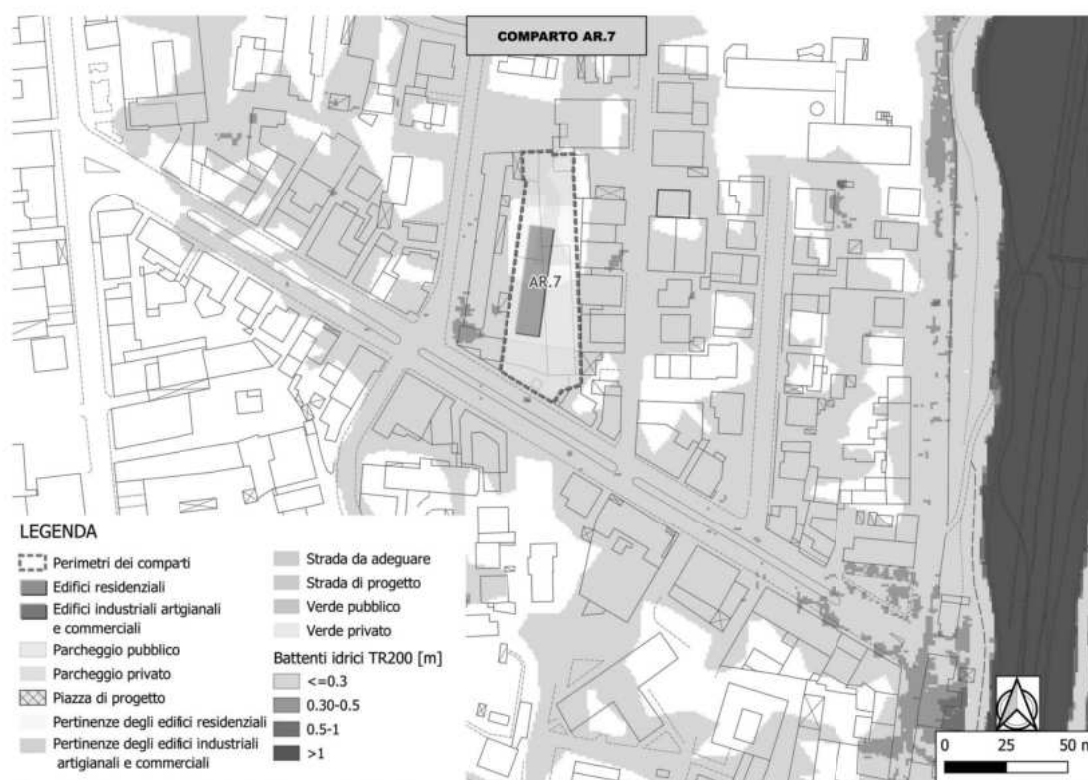 COMPARTO AR.7
AR.7
LEGENDA
Perimetri dei comparti
Edifici residenziali
Edifici industriali artigianali
e commerciali
Parcheggio pubblico
Parcheggio privato
Piazza di progetto
Pertinenze degli edifici residenziali
Pertinenze degli edifici industriali
artigianali e commerciali
Strada da adeguare
Strada di progetto
Verde pubblico
Verde privato
Battenti idrici TR200 [m]
<=0.3
0.30-0.5
0.5-1
>1
0 25 50 m